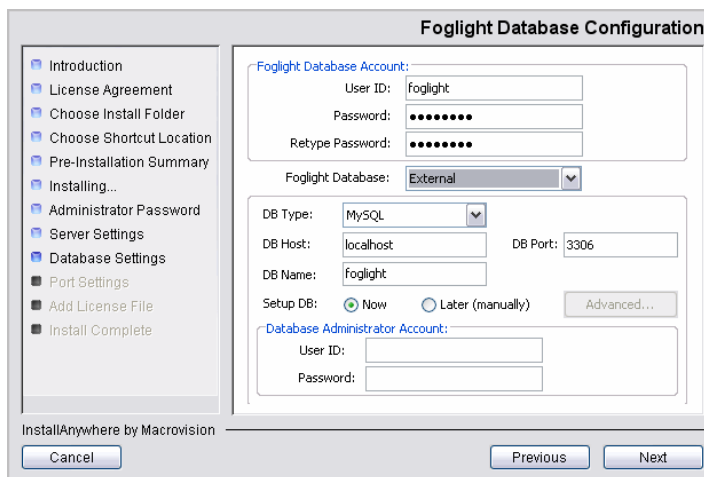 Foglight Database Configuration
Introduction
License Agreement
Choose Install Folder
Choose Shortcut Location
Pre-Installation Summary
Installing...
Administrator Password
Server Settings
Database Settings
Port Settings
Add License File
Install Complete
Foglight Database Account:
User ID: foglight
Password: ●●●●●●●●
Retype Password: ●●●●●●●●
Foglight Database: External
DB Type: MySQL
DB Host: localhost DB Port: 3306
DB Name: foglight
Setup DB: Now Later (manually) Advanced...
Database Administrator Account:
User ID:
Password:
InstallAnywhere by Macrovision
Cancel Previous Next